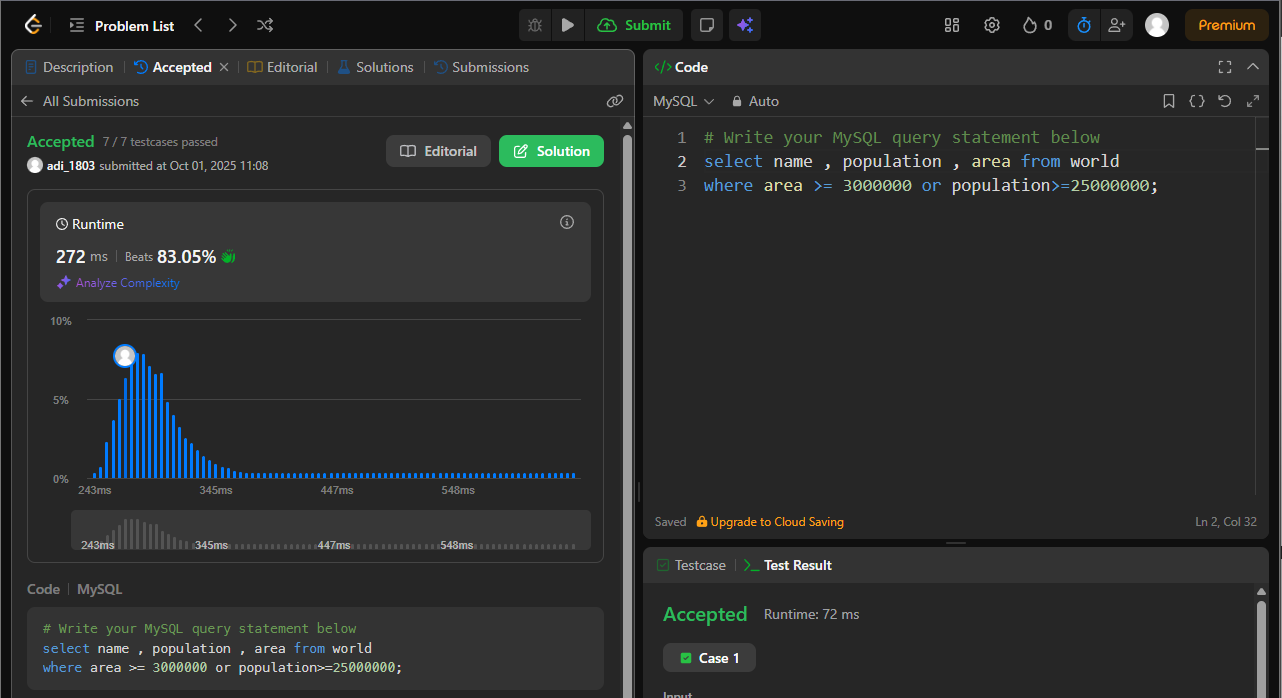 Problem List
Submit
0
Premium
Description
Accepted
Editorial
Solutions
Submissions
All Submissions
Accepted 7 / 7 testcases passed
adi_1803 submitted at Oct 01, 2025 11:08
Editorial
Solution
Runtime
272 ms Beats 83.05%
Analyze Complexity
10%
5%
0%
243ms 345ms 447ms 548ms
243ms 345ms 447ms 548ms
Code MySQL
# Write your MySQL query statement below
select name , population , area from world
where area >= 3000000 or population>=25000000;
</> Code
MySQL Auto
1 # Write your MySQL query statement below
2 select name , population , area from world
3 where area >= 3000000 or population>=25000000;
Saved Upgrade to Cloud Saving Ln 2, Col 32
Testcase >_ Test Result
Accepted Runtime: 72 ms
Case 1
Input